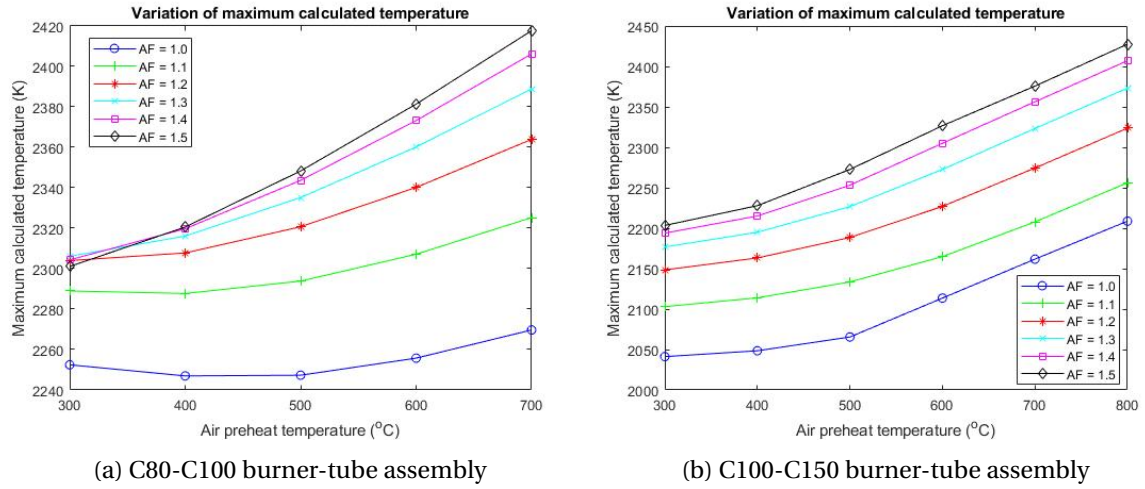 Variation of maximum calculated temperature
2420
2400
2380
2360
2340
2320
2300
2280
2260
2240
Maximum calculated temperature (K)
AF = 1.0
AF = 1.1
AF = 1.2
AF = 1.3
AF = 1.4
AF = 1.5
300 400 500 600 700
Air preheat temperature (°C)
(a) C80-C100 burner-tube assembly
Variation of maximum calculated temperature
2450
2400
2350
2300
2250
2200
2150
2100
2050
2000
Maximum calculated temperature (K)
AF = 1.0
AF = 1.1
AF = 1.2
AF = 1.3
AF = 1.4
AF = 1.5
300 400 500 600 700 800
Air preheat temperature (°C)
(b) C100-C150 burner-tube assembly